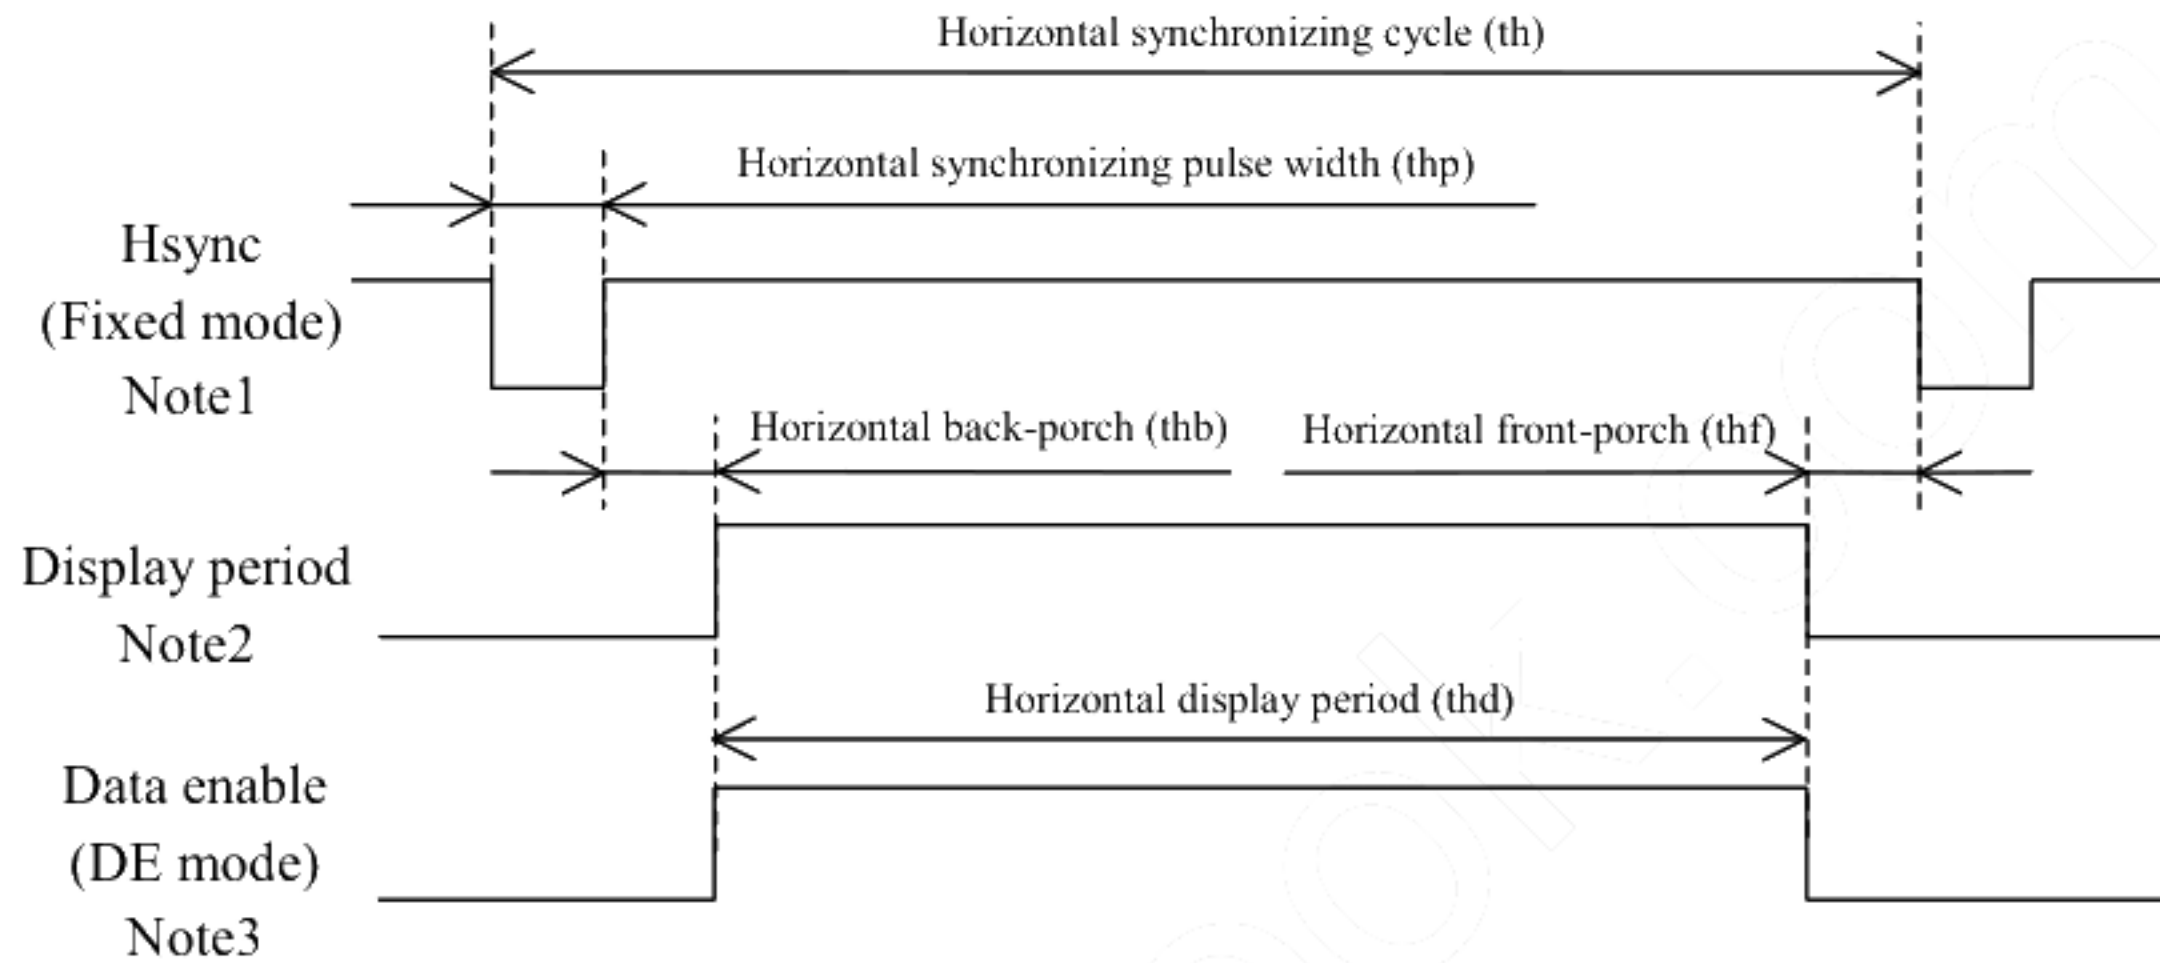 Horizontal synchronizing cycle (th)
Horizontal synchronizing pulse width (thp)
Hsync
(Fixed mode)
Note1
Horizontal back-porch (thb)
Horizontal front-porch (thf)
Display period
Note2
Horizontal display period (thd)
Data enable
(DE mode)
Note3